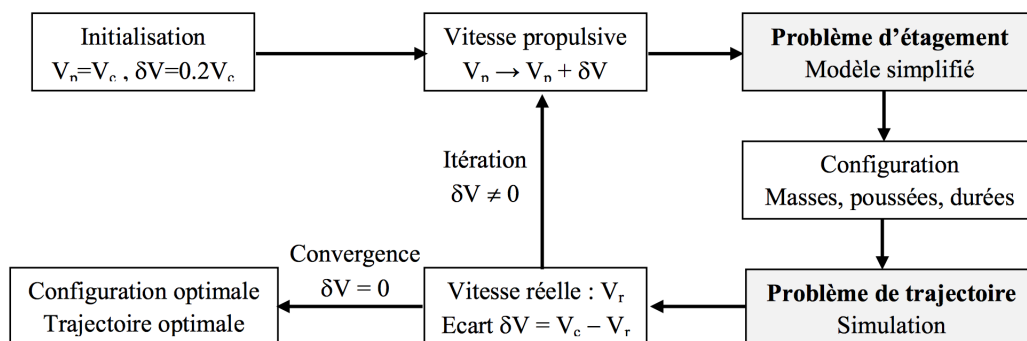 Initialisation
Vp=Vc , δV=0.2Vc
Vitesse propulsive
Vp → Vp + δV
Problème d’étagement
Modèle simplifié
Itération
δV ≠ 0
Configuration
Masses, poussées, durées
Convergence
δV = 0
Configuration optimale
Trajectoire optimale
Vitesse réelle : Vr
Ecart δV = Vc – Vr
Problème de trajectoire
Simulation